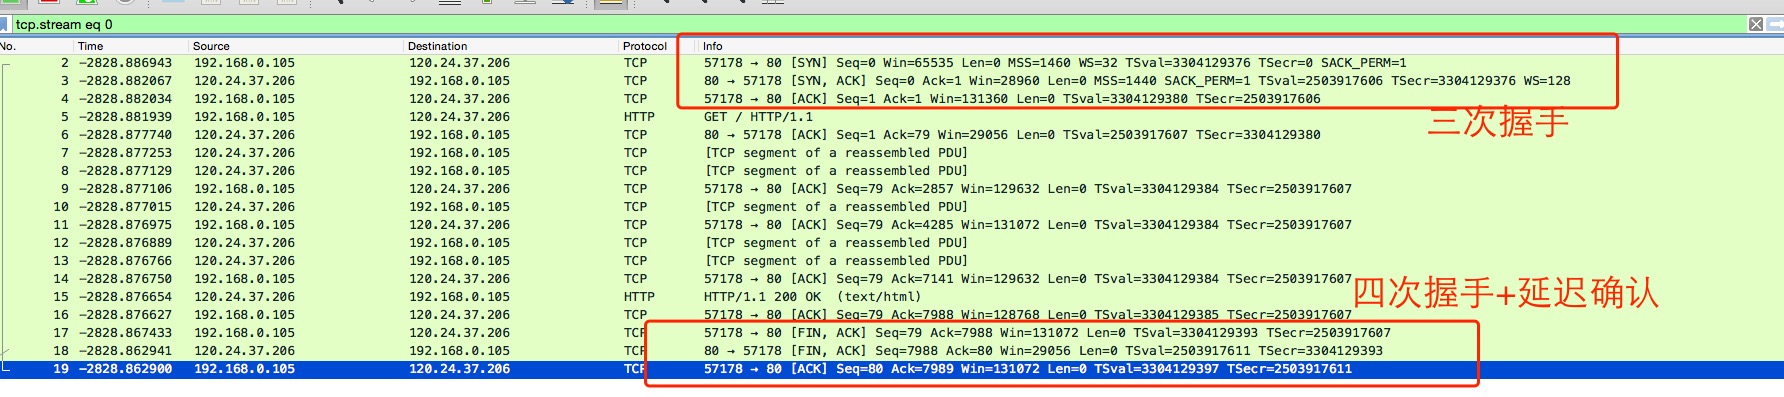 tcp.stream eq 0
No. Time Source Destination Protocol Info
2 −2828.886943 192.168.0.105 120.24.37.206 TCP 57178 → 80 [SYN] Seq=0 Win=65535 Len=0 MSS=1460 WS=32 TSval=3304129376 TSecr=0 SACK_PERM=1
3 −2828.882067 120.24.37.206 192.168.0.105 TCP 80 → 57178 [SYN, ACK] Seq=0 Ack=1 Win=28960 Len=0 MSS=1440 SACK_PERM=1 TSval=2503917606 TSecr=3304129376 WS=128
4 −2828.882034 192.168.0.105 120.24.37.206 TCP 57178 → 80 [ACK] Seq=1 Ack=1 Win=131360 Len=0 TSval=3304129380 TSecr=2503917606
三次握手
5 −2828.881939 192.168.0.105 120.24.37.206 HTTP GET / HTTP/1.1
6 −2828.877740 120.24.37.206 192.168.0.105 TCP 80 → 57178 [ACK] Seq=1 Ack=79 Win=29056 Len=0 TSval=2503917607 TSecr=3304129380
7 −2828.877253 120.24.37.206 192.168.0.105 TCP [TCP segment of a reassembled PDU]
8 −2828.877129 120.24.37.206 192.168.0.105 TCP [TCP segment of a reassembled PDU]
9 −2828.877106 192.168.0.105 120.24.37.206 TCP 57178 → 80 [ACK] Seq=79 Ack=2857 Win=129632 Len=0 TSval=3304129384 TSecr=2503917607
10 −2828.877015 120.24.37.206 192.168.0.105 TCP [TCP segment of a reassembled PDU]
11 −2828.876975 192.168.0.105 120.24.37.206 TCP 57178 → 80 [ACK] Seq=79 Ack=4285 Win=131072 Len=0 TSval=3304129384 TSecr=2503917607
12 −2828.876889 120.24.37.206 192.168.0.105 TCP [TCP segment of a reassembled PDU]
13 −2828.876766 120.24.37.206 192.168.0.105 TCP [TCP segment of a reassembled PDU]
14 −2828.876750 192.168.0.105 120.24.37.206 TCP 57178 → 80 [ACK] Seq=79 Ack=7141 Win=129632 Len=0 TSval=3304129384 TSecr=2503917607
15 −2828.876654 120.24.37.206 192.168.0.105 HTTP HTTP/1.1 200 OK (text/html)
四次握手+延迟确认
16 −2828.876627 192.168.0.105 120.24.37.206 TCP 57178 → 80 [ACK] Seq=79 Ack=7988 Win=128768 Len=0 TSval=3304129385 TSecr=2503917607
17 −2828.867433 192.168.0.105 120.24.37.206 TCP 57178 → 80 [FIN, ACK] Seq=79 Ack=7988 Win=131072 Len=0 TSval=3304129393 TSecr=2503917607
18 −2828.862941 120.24.37.206 192.168.0.105 TCP 80 → 57178 [FIN, ACK] Seq=7988 Ack=80 Win=29056 Len=0 TSval=2503917611 TSecr=3304129393
19 −2828.862900 192.168.0.105 120.24.37.206 TCP 57178 → 80 [ACK] Seq=80 Ack=7989 Win=131072 Len=0 TSval=3304129397 TSecr=2503917611